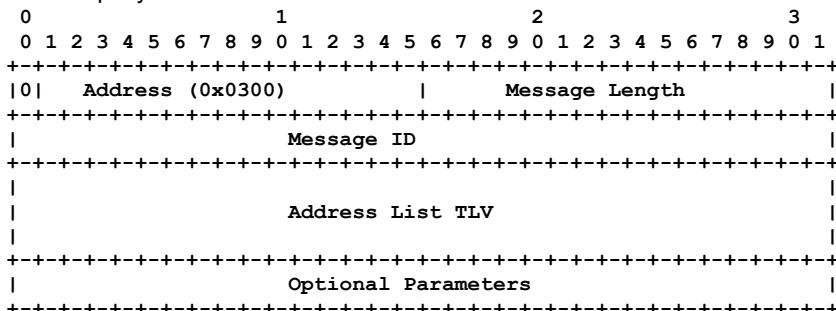 0                   1                   2                   3
 0 1 2 3 4 5 6 7 8 9 0 1 2 3 4 5 6 7 8 9 0 1 2 3 4 5 6 7 8 9 0 1
+-+-+-+-+-+-+-+-+-+-+-+-+-+-+-+-+-+-+-+-+-+-+-+-+-+-+-+-+-+-+-+-+
|0|   Address (0x0300)          |      Message Length           |
+-+-+-+-+-+-+-+-+-+-+-+-+-+-+-+-+-+-+-+-+-+-+-+-+-+-+-+-+-+-+-+-+
|                     Message ID                                |
+-+-+-+-+-+-+-+-+-+-+-+-+-+-+-+-+-+-+-+-+-+-+-+-+-+-+-+-+-+-+-+-+
|                                                               |
|                     Address List TLV                          |
|                                                               |
+-+-+-+-+-+-+-+-+-+-+-+-+-+-+-+-+-+-+-+-+-+-+-+-+-+-+-+-+-+-+-+-+
|                     Optional Parameters                       |
+-+-+-+-+-+-+-+-+-+-+-+-+-+-+-+-+-+-+-+-+-+-+-+-+-+-+-+-+-+-+-+-+